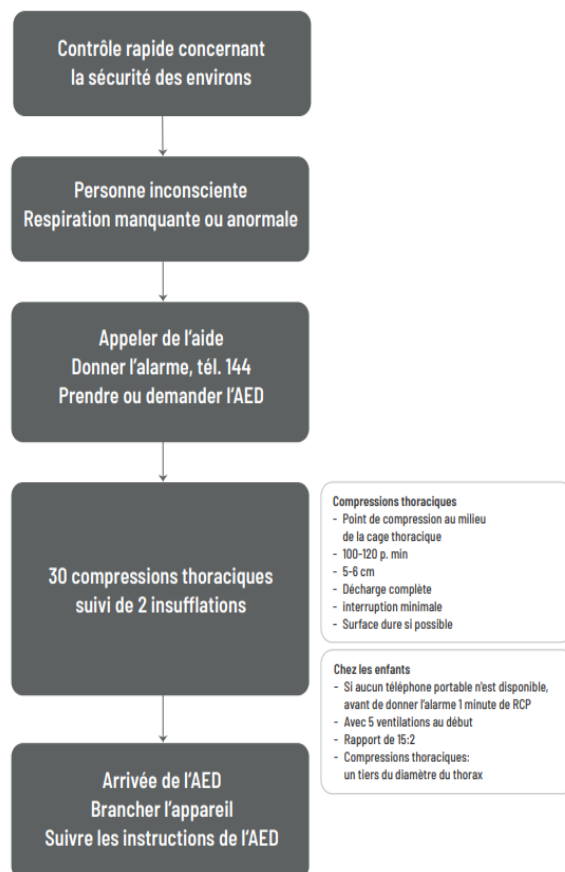 Contrôle rapide concernant
la sécurité des environs
Personne inconsciente
Respiration manquante ou anormale
Appeler de l'aide
Donner l'alarme, tél. 144
Prendre ou demander l'AED
30 compressions thoraciques
suivi de 2 insufflations
Compressions thoraciques
- Point de compression au milieu
de la cage thoracique
- 100-120 p. min
- 5-6 cm
- Décharge complète
- interruption minimale
- Surface dure si possible
Chez les enfants
- Si aucun téléphone portable n'est disponible,
avant de donner l'alarme 1 minute de RCP
- Avec 5 ventilations au début
- Rapport de 15:2
- Compressions thoraciques:
un tiers du diamètre du thorax
Arrivée de l'AED
Brancher l'appareil
Suivre les instructions de l'AED